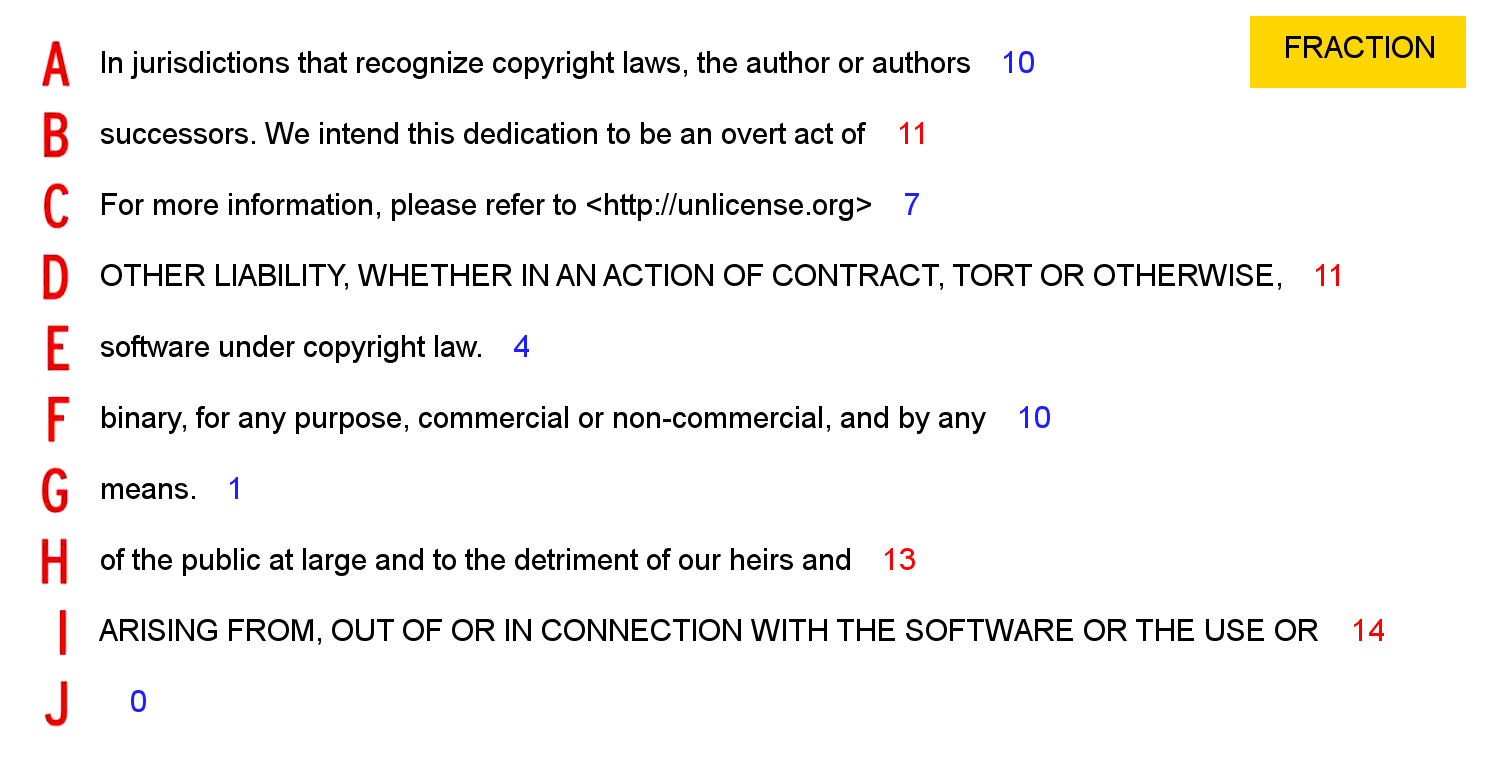 FRACTION
A In jurisdictions that recognize copyright laws, the author or authors 10
B successors. We intend this dedication to be an overt act of 11
C For more information, please refer to <http://unlicense.org> 7
D OTHER LIABILITY, WHETHER IN AN ACTION OF CONTRACT, TORT OR OTHERWISE, 11
E software under copyright law. 4
F binary, for any purpose, commercial or non-commercial, and by any 10
G means. 1
H of the public at large and to the detriment of our heirs and 13
I ARISING FROM, OUT OF OR IN CONNECTION WITH THE SOFTWARE OR THE USE OR 14
J 0